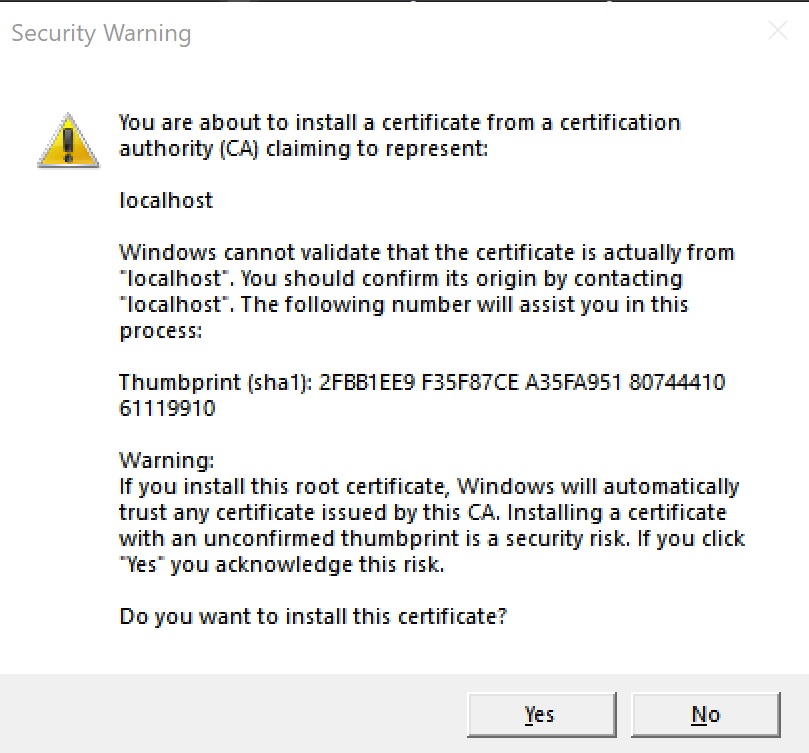 Security Warning
You are about to install a certificate from a certification
authority (CA) claiming to represent:
localhost
Windows cannot validate that the certificate is actually from
"localhost". You should confirm its origin by contacting
"localhost". The following number will assist you in this
process:
Thumbprint (sha1): 2FBB1EE9 F35F87CE A35FA951 80744410
61119910
Warning:
If you install this root certificate, Windows will automatically
trust any certificate issued by this CA. Installing a certificate
with an unconfirmed thumbprint is a security risk. If you click
"Yes" you acknowledge this risk.
Do you want to install this certificate?
Yes No